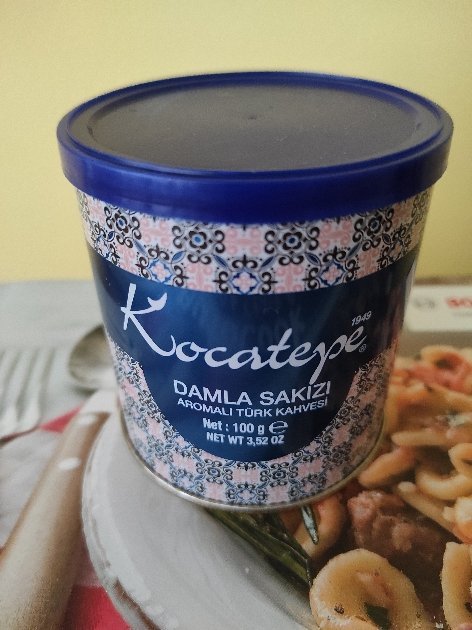 Kocatepe®
1949
DAMLA SAKIZI
AROMALI TÜRK KAHVESİ
Net : 100 g ℮
NET WT 3,52 OZ